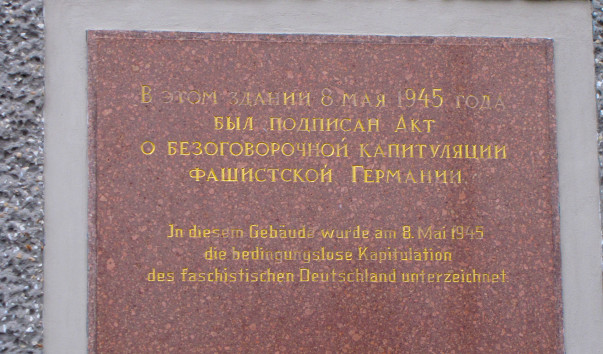 В этом здании 8 мая 1945 года
был подписан Акт
о безоговорочной капитуляции
фашистской Германии.
In diesem Gebäude wurde am 8. Mai 1945
die bedingungslose Kapitulation
des faschistischen Deutschland unterzeichnet